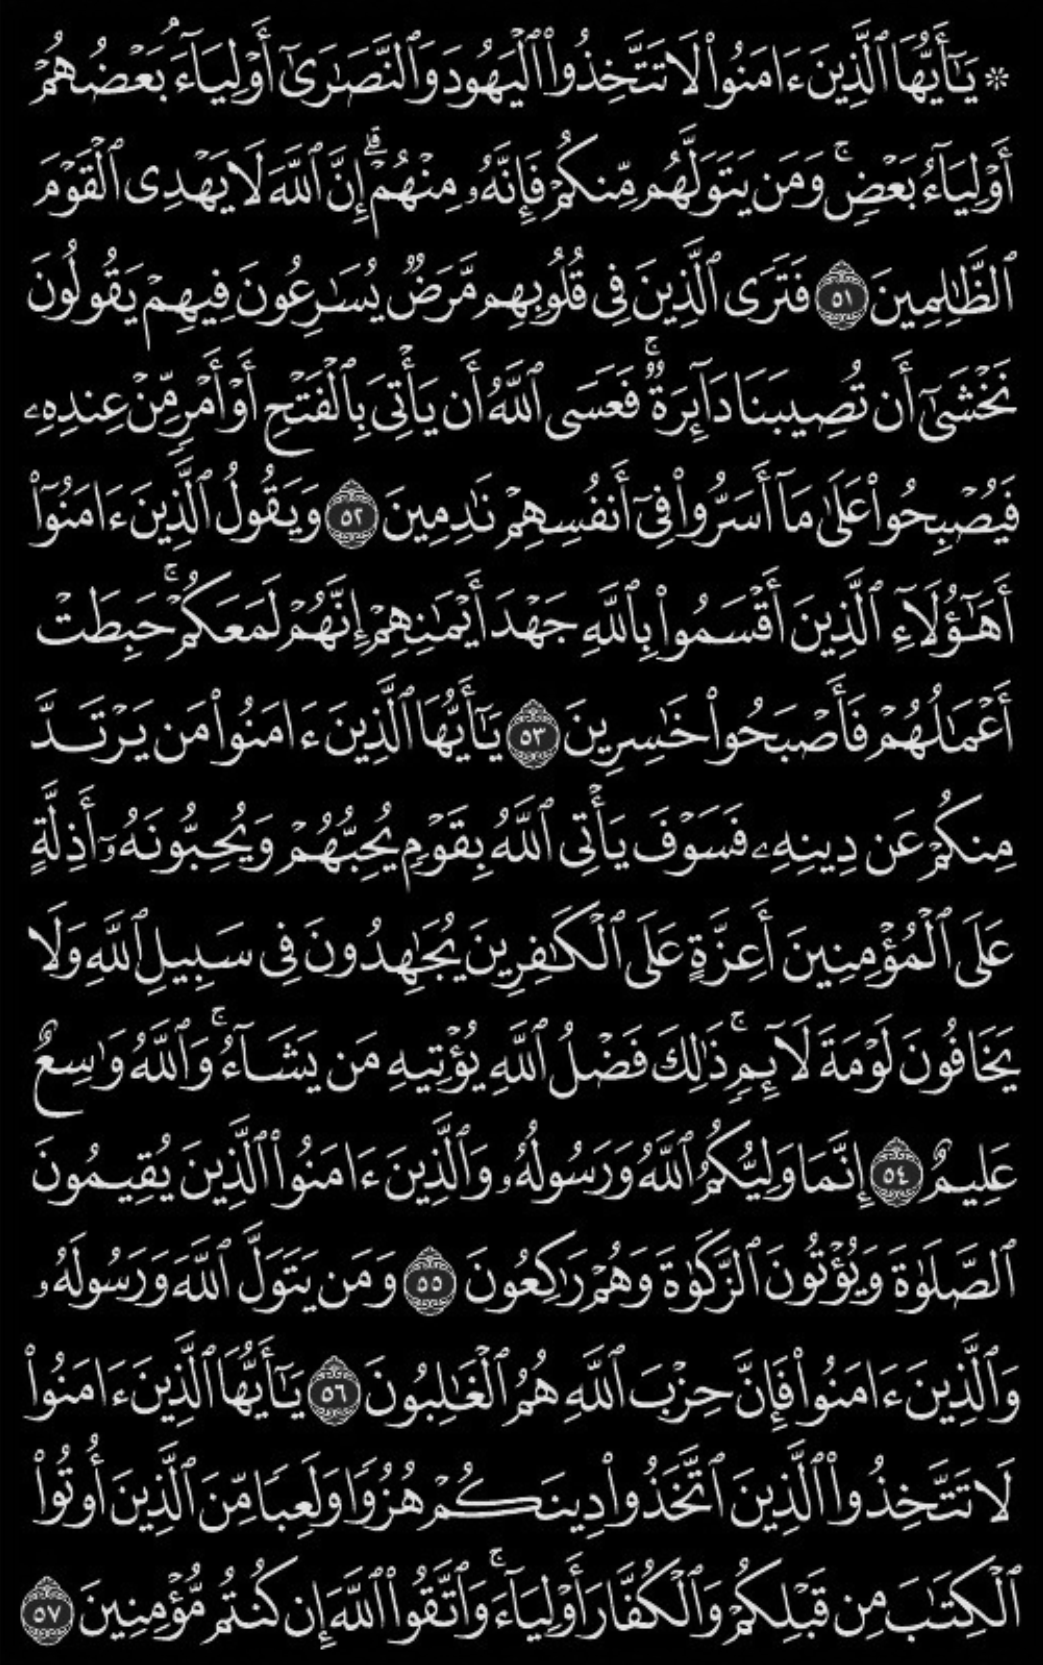 ۞ يَـٰٓأَيُّهَا ٱلَّذِينَ ءَامَنُوا۟ لَا تَتَّخِذُوا۟ ٱلْيَهُودَ وَٱلنَّصَـٰرَىٰٓ أَوْلِيَآءَ ۘ بَعْضُهُمْ
أَوْلِيَآءُ بَعْضٍ ۚ وَمَن يَتَوَلَّهُم مِّنكُمْ فَإِنَّهُۥ مِنْهُمْ ۗ إِنَّ ٱللَّهَ لَا يَهْدِى ٱلْقَوْمَ
ٱلظَّـٰلِمِينَ ٥١ فَتَرَى ٱلَّذِينَ فِى قُلُوبِهِم مَّرَضٌ يُسَـٰرِعُونَ فِيهِمْ يَقُولُونَ
نَخْشَىٰٓ أَن تُصِيبَنَا دَآئِرَةٌ ۚ فَعَسَى ٱللَّهُ أَن يَأْتِىَ بِٱلْفَتْحِ أَوْ أَمْرٍ مِّنْ عِندِهِۦ
فَيُصْبِحُوا۟ عَلَىٰ مَآ أَسَرُّوا۟ فِىٓ أَنفُسِهِمْ نَـٰدِمِينَ ٥٢ وَيَقُولُ ٱلَّذِينَ ءَامَنُوٓا۟
أَهَـٰٓؤُلَآءِ ٱلَّذِينَ أَقْسَمُوا۟ بِٱللَّهِ جَهْدَ أَيْمَـٰنِهِمْ إِنَّهُمْ لَمَعَكُمْ ۚ حَبِطَتْ
أَعْمَـٰلُهُمْ فَأَصْبَحُوا۟ خَـٰسِرِينَ ٥٣ يَـٰٓأَيُّهَا ٱلَّذِينَ ءَامَنُوا۟ مَن يَرْتَدَّ
مِنكُمْ عَن دِينِهِۦ فَسَوْفَ يَأْتِى ٱللَّهُ بِقَوْمٍ يُحِبُّهُمْ وَيُحِبُّونَهُۥٓ أَذِلَّةٍ
عَلَى ٱلْمُؤْمِنِينَ أَعِزَّةٍ عَلَى ٱلْكَـٰفِرِينَ يُجَـٰهِدُونَ فِى سَبِيلِ ٱللَّهِ وَلَا
يَخَافُونَ لَوْمَةَ لَآئِمٍ ۚ ذَٰلِكَ فَضْلُ ٱللَّهِ يُؤْتِيهِ مَن يَشَآءُ ۚ وَٱللَّهُ وَٰسِعٌ
عَلِيمٌ ٥٤ إِنَّمَا وَلِيُّكُمُ ٱللَّهُ وَرَسُولُهُۥ وَٱلَّذِينَ ءَامَنُوا۟ ٱلَّذِينَ يُقِيمُونَ
ٱلصَّلَوٰةَ وَيُؤْتُونَ ٱلزَّكَوٰةَ وَهُمْ رَٰكِعُونَ ٥٥ وَمَن يَتَوَلَّ ٱللَّهَ وَرَسُولَهُۥ
وَٱلَّذِينَ ءَامَنُوا۟ فَإِنَّ حِزْبَ ٱللَّهِ هُمُ ٱلْغَـٰلِبُونَ ٥٦ يَـٰٓأَيُّهَا ٱلَّذِينَ ءَامَنُوا۟
لَا تَتَّخِذُوا۟ ٱلَّذِينَ ٱتَّخَذُوا۟ دِينَكُمْ هُزُوًا وَلَعِبًا مِّنَ ٱلَّذِينَ أُوتُوا۟
ٱلْكِتَـٰبَ مِن قَبْلِكُمْ وَٱلْكُفَّارَ أَوْلِيَآءَ ۚ وَٱتَّقُوا۟ ٱللَّهَ إِن كُنتُم مُّؤْمِنِينَ ٥٧